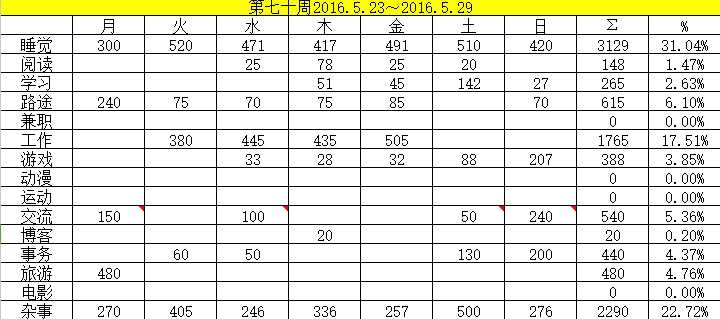 第七十周2016.5.23～2016.5.29
月 火 水 木 金 土 日 Σ %
睡觉 300 520 471 417 491 510 420 3129 31.04%
阅读 25 78 25 20 148 1.47%
学习 51 45 142 27 265 2.63%
路途 240 75 70 75 85 70 615 6.10%
兼职 0 0.00%
工作 380 445 435 505 1765 17.51%
游戏 33 28 32 88 207 388 3.85%
动漫 0 0.00%
运动 0 0.00%
交流 150 100 50 240 540 5.36%
博客 20 20 0.20%
事务 60 50 130 200 440 4.37%
旅游 480 480 4.76%
电影 0 0.00%
杂事 270 405 246 336 257 500 276 2290 22.72%